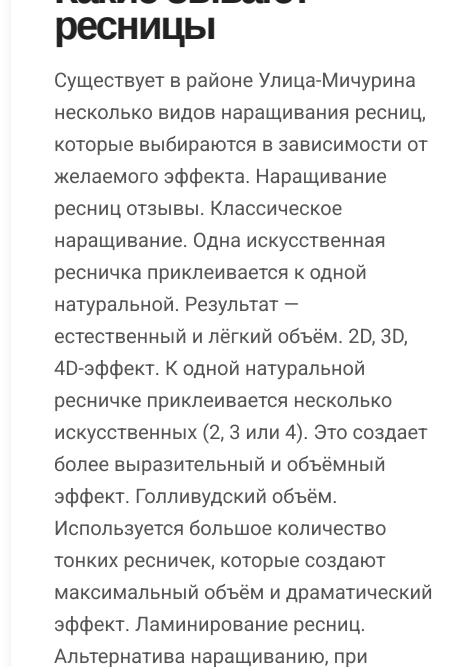 ресницы
Существует в районе Улица-Мичурина
несколько видов наращивания ресниц,
которые выбираются в зависимости от
желаемого эффекта. Наращивание
ресниц отзывы. Классическое
наращивание. Одна искусственная
ресничка приклеивается к одной
натуральной. Результат —
естественный и лёгкий объём. 2D, 3D,
4D-эффект. К одной натуральной
ресничке приклеивается несколько
искусственных (2, 3 или 4). Это создает
более выразительный и объёмный
эффект. Голливудский объём.
Используется большое количество
тонких ресничек, которые создают
максимальный объём и драматический
эффект. Ламинирование ресниц.
Альтернатива наращиванию, при